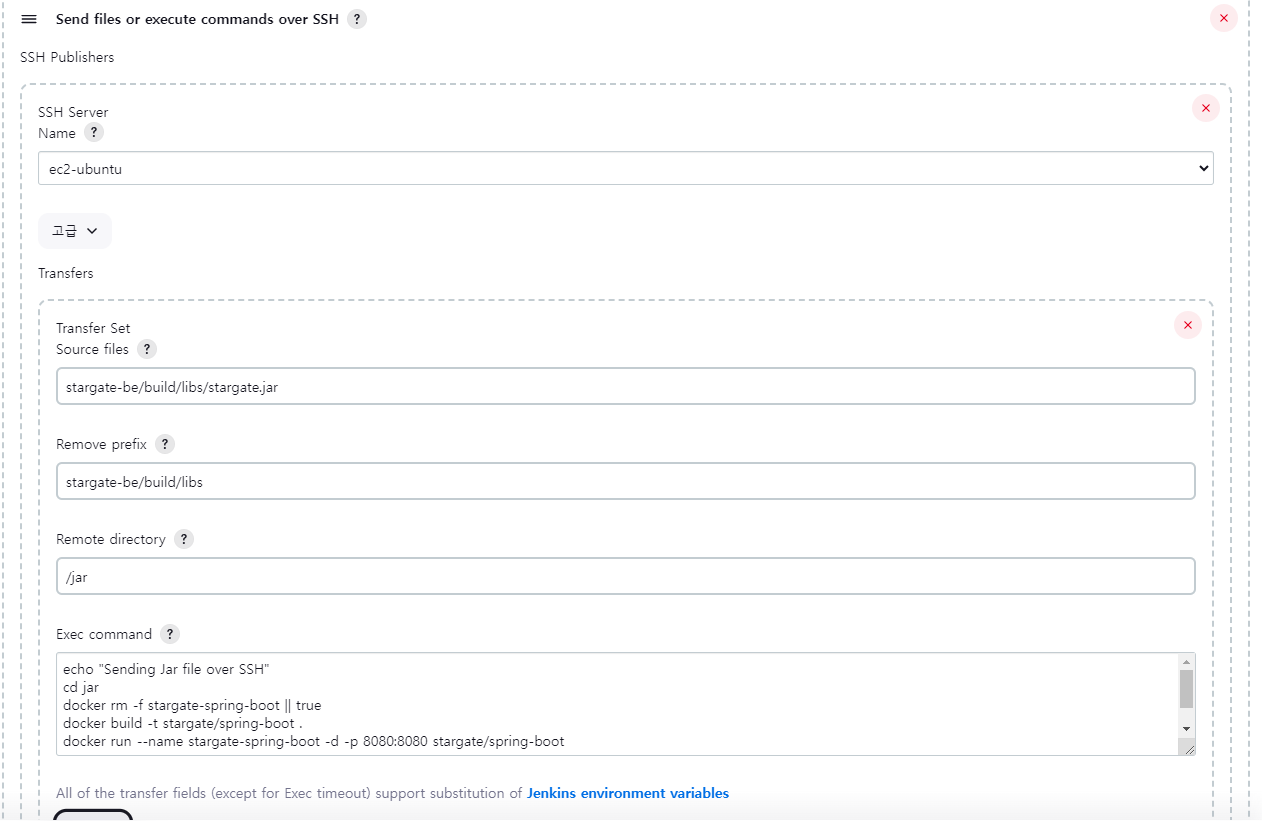 Send files or execute commands over SSH ?
SSH Publishers
SSH Server
Name ?
ec2-ubuntu
고급
Transfers
Transfer Set
Source files ?
stargate-be/build/libs/stargate.jar
Remove prefix ?
stargate-be/build/libs
Remote directory ?
/jar
Exec command ?
echo "Sending Jar file over SSH"
cd jar
docker rm -f stargate-spring-boot || true
docker build -t stargate/spring-boot .
docker run --name stargate-spring-boot -d -p 8080:8080 stargate/spring-boot
All of the transfer fields (except for Exec timeout) support substitution of Jenkins environment variables